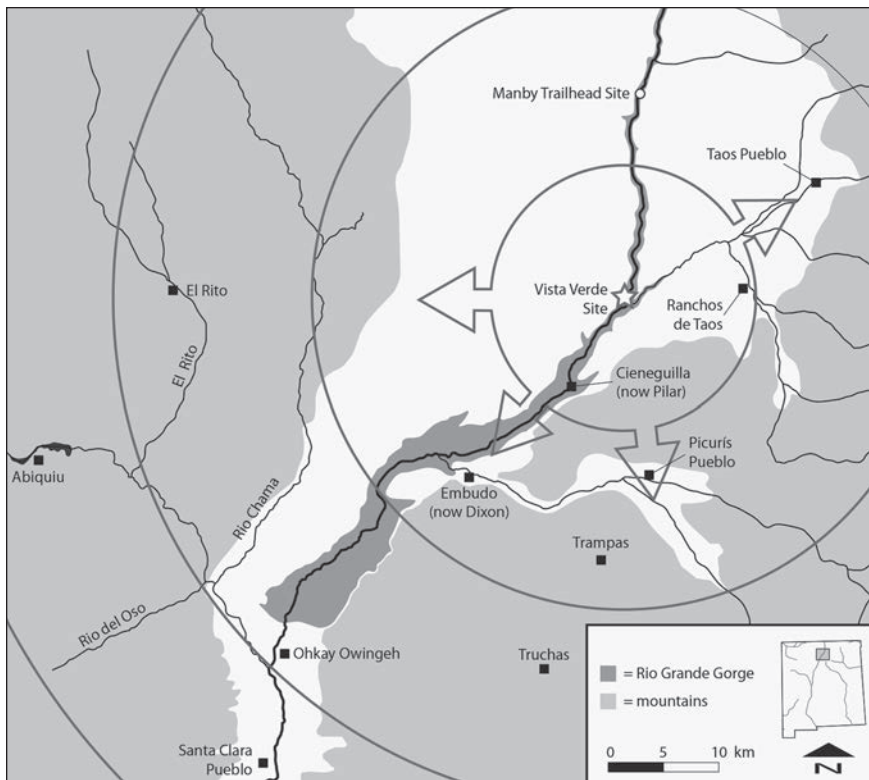 Manby Trailhead Site
Taos Pueblo
El Rito
Vista Verde
Site
Ranchos
de Taos
El Rito
Cieneguilla
(now Pilar)
Abiquiu
Rio Chama
Embudo
(now Dixon)
Picurís
Pueblo
Trampas
Rio del Oso
Ohkay Owingeh
Truchas
Santa Clara
Pueblo
= Rio Grande Gorge
= mountains
0 5 10 km
N